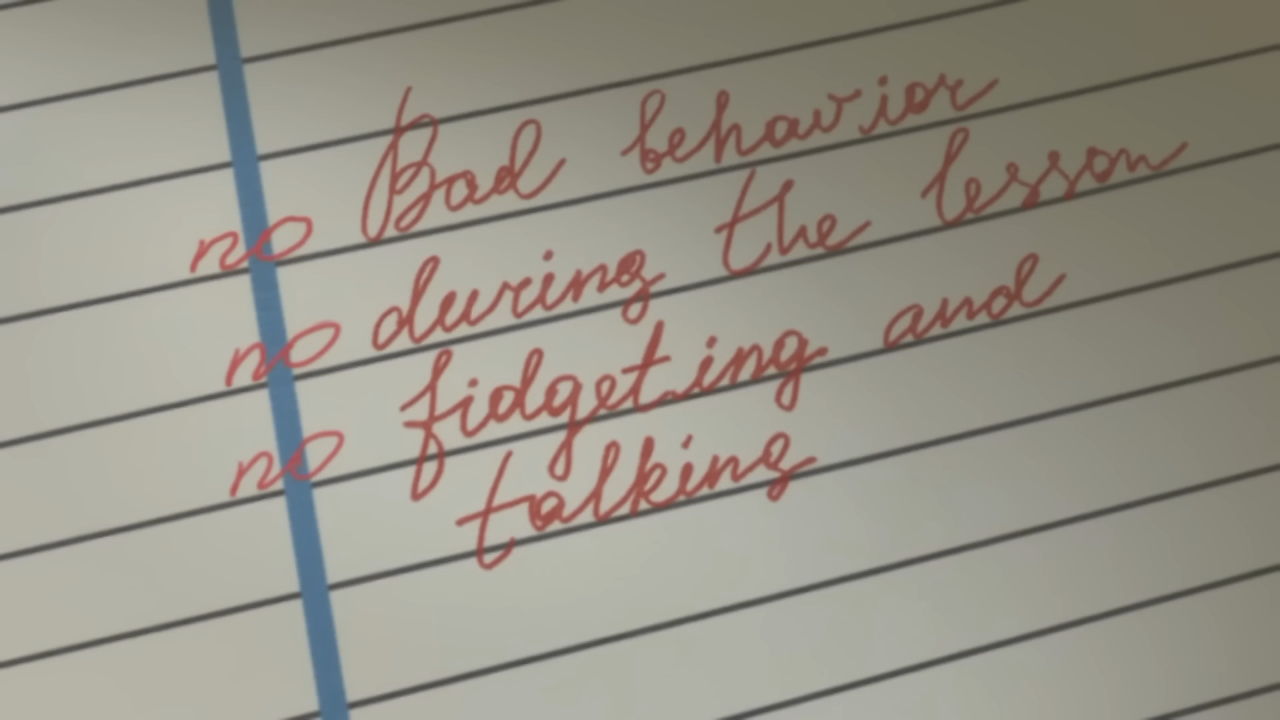 no Bad behavior
no during the lesson
no fidgeting and
talking